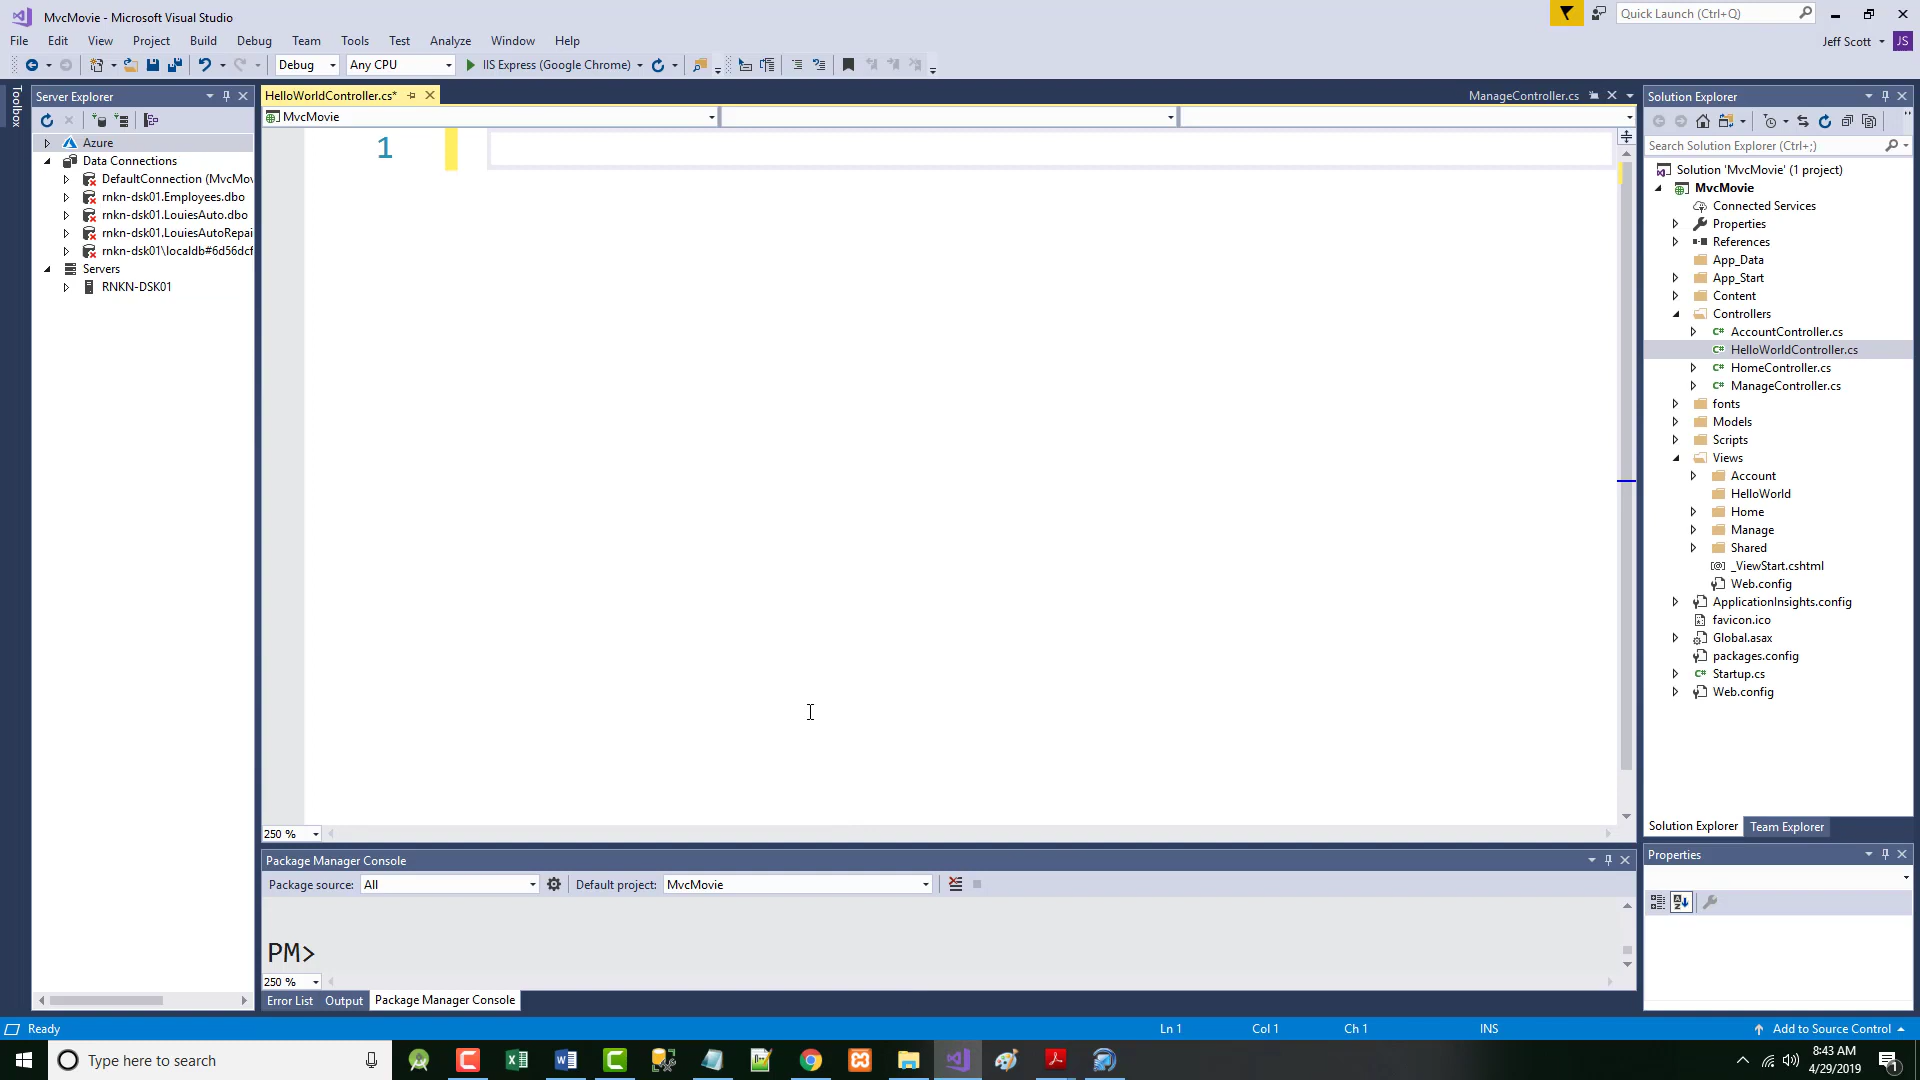 MvcMovie - Microsoft Visual Studio
Quick Launch (Ctrl+Q)
File Edit View Project Build Debug Team Tools Test Analyze Window Help
Jeff Scott JS
Debug Any CPU IIS Express (Google Chrome)
Toolbox
Server Explorer
Azure
Data Connections
DefaultConnection (MvcMov
rnkn-dsk01.Employees.dbo
rnkn-dsk01.LouiesAuto.dbo
rnkn-dsk01.LouiesAutoRepai
rnkn-dsk01\localdb#6d56dcf
Servers
RNKN-DSK01
HelloWorldController.cs*
ManageController.cs
MvcMovie
1
250 %
Package Manager Console
Package source: All Default project: MvcMovie
PM>
250 %
Error List Output Package Manager Console
Solution Explorer
Search Solution Explorer (Ctrl+;)
Solution 'MvcMovie' (1 project)
MvcMovie
Connected Services
Properties
References
App_Data
App_Start
Content
Controllers
C# AccountController.cs
C# HelloWorldController.cs
C# HomeController.cs
C# ManageController.cs
fonts
Models
Scripts
Views
Account
HelloWorld
Home
Manage
Shared
[@] _ViewStart.cshtml
Web.config
ApplicationInsights.config
favicon.ico
Global.asax
packages.config
C# Startup.cs
Web.config
Solution Explorer Team Explorer
Properties
Ready Ln 1 Col 1 Ch 1 INS Add to Source Control
Type here to search
8:43 AM
4/29/2019
1